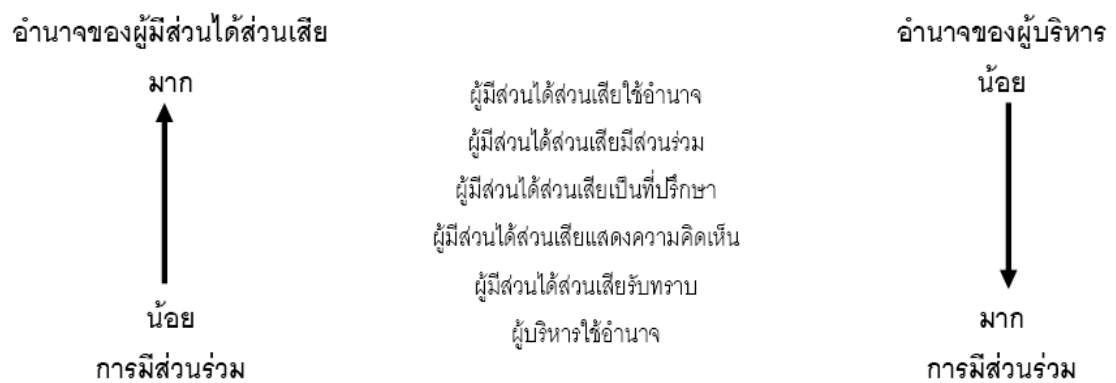 อำนาจของผู้มีส่วนได้ส่วนเสีย
มาก
น้อย
การมีส่วนร่วม
ผู้มีส่วนได้ส่วนเสียใช้อำนาจ
ผู้มีส่วนได้ส่วนเสียมีส่วนร่วม
ผู้มีส่วนได้ส่วนเสียเป็นที่ปรึกษา
ผู้มีส่วนได้ส่วนเสียแสดงความคิดเห็น
ผู้มีส่วนได้ส่วนเสียรับทราบ
ผู้บริหารใช้อำนาจ
อำนาจของผู้บริหาร
น้อย
มาก
การมีส่วนร่วม